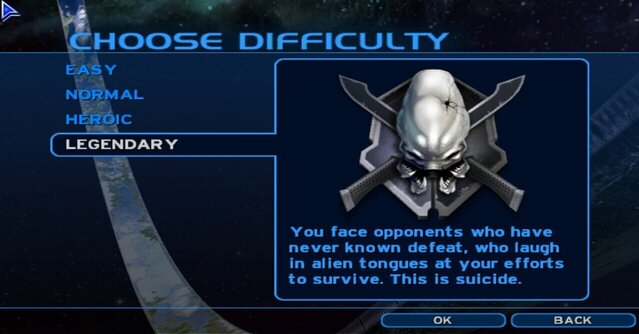 CHOOSE DIFFICULTY
EASY
NORMAL
HEROIC
LEGENDARY
You face opponents who have
never known defeat, who laugh
in alien tongues at your efforts
to survive. This is suicide.
OK
BACK